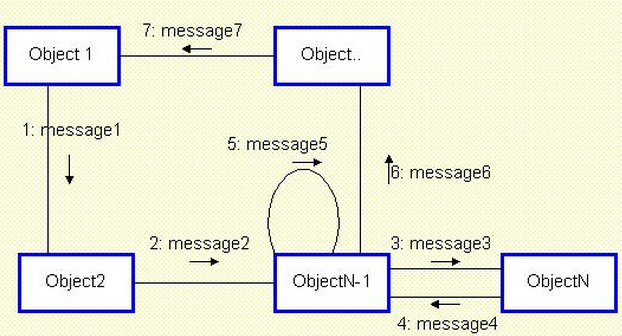 7: message7
Object 1
Object..
1: message1
5: message5
6: message6
2: message2
3: message3
Object2
ObjectN-1
ObjectN
4: message4